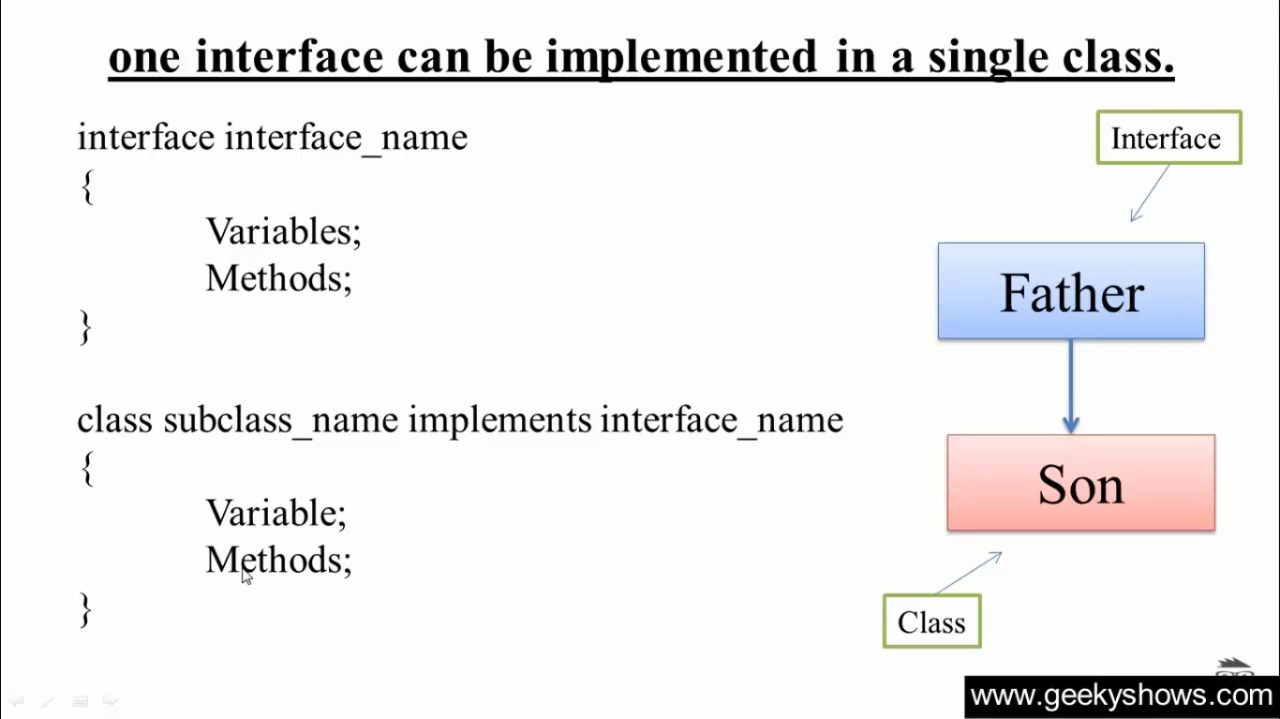 one interface can be implemented in a single class.
interface interface_name
{
Variables;
Methods;
}
class subclass_name implements interface_name
{
Variable;
Methods;
}
Interface
Father
Son
Class
www.geekyshows.com